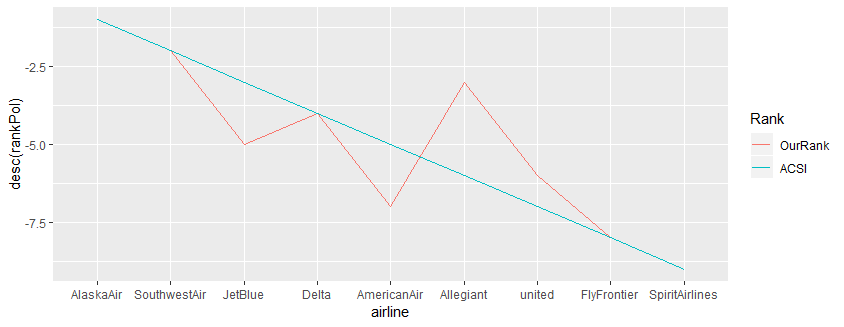 desc(rankPol)
-2.5
-5.0
-7.5
AlaskaAir SouthwestAir JetBlue Delta AmericanAir Allegiant united FlyFrontier SpiritAirlines
airline
Rank
OurRank
ACSI